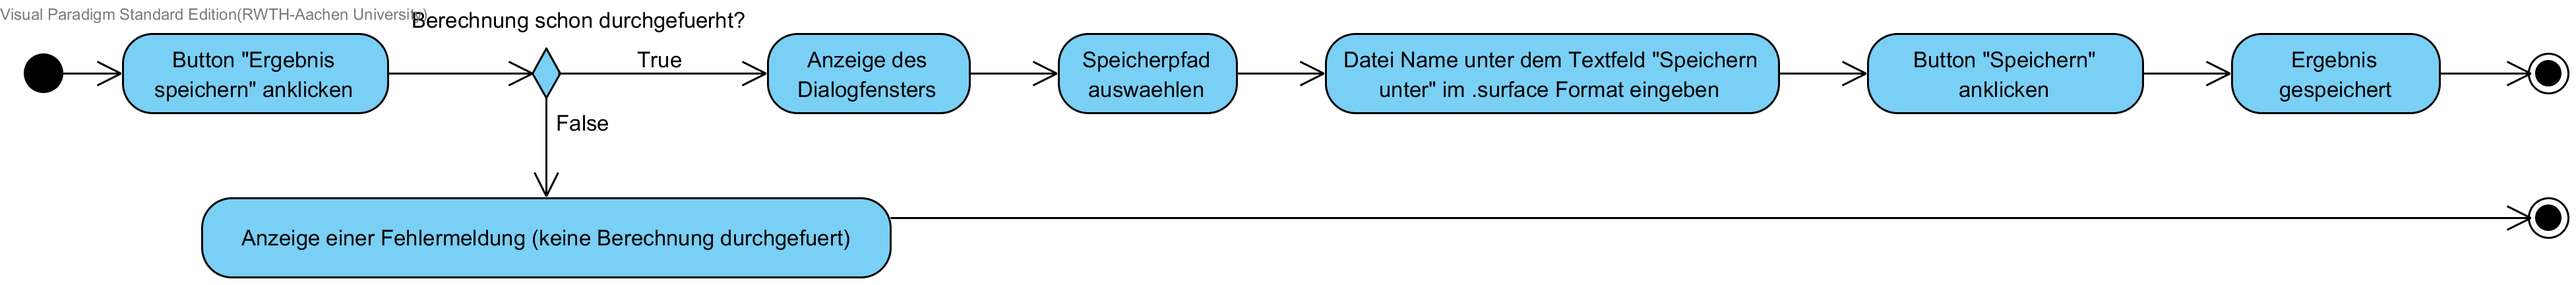 Visual Paradigm Standard Edition(RWTH-Aachen University)
Berechnung schon durchgefuerht?
Button "Ergebnis
speichern" anklicken
True
Anzeige des
Dialogfensters
Speicherpfad
auswaehlen
Datei Name unter dem Textfeld "Speichern
unter" im .surface Format eingeben
Button "Speichern"
anklicken
Ergebnis
gespeichert
False
Anzeige einer Fehlermeldung (keine Berechnung durchgefuert)